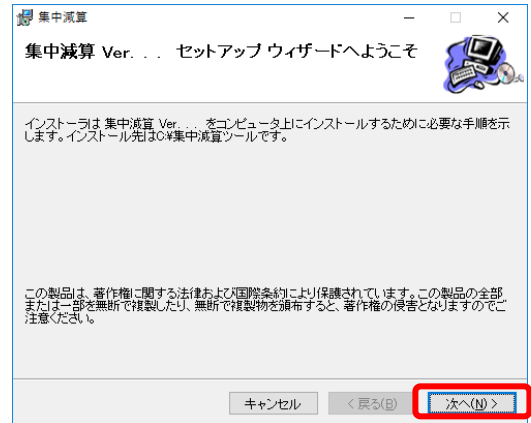 集中減算
集中減算 Ver. . . セットアップ ウィザードへようこそ
インストーラは 集中減算 Ver. . . をコンピュータ上にインストールするために必要な手順を示
します。インストール先はC:¥集中減算ツールです。
この製品は、著作権に関する法律および国際条約により保護されています。この製品の全部
または一部を無断で複製したり、無断で複製物を頒布すると、著作権の侵害となりますのでご
注意ください。
キャンセル < 戻る(B) 次へ(N) >